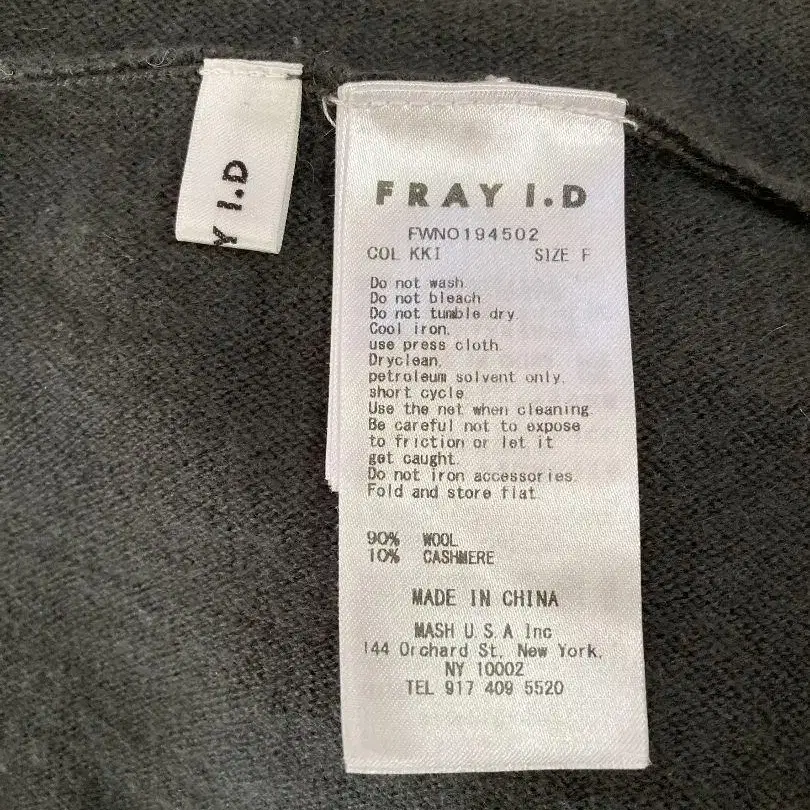 Y I.D
FRAY I.D
FWNO194502
COL KKI SIZE F
Do not wash
Do not bleach
Do not tumble dry.
Cool iron.
use press cloth.
Dryclean.
petroleum solvent only.
short cycle
Use the net when cleaning.
Be careful not to expose
to friction or let it
get caught.
Do not iron accessories.
Fold and store flat
90% WOOL
10% CASHMERE
MADE IN CHINA
MASH U.S.A Inc
144 Orchard St. New York.
NY 10002
TEL 917 409 5520